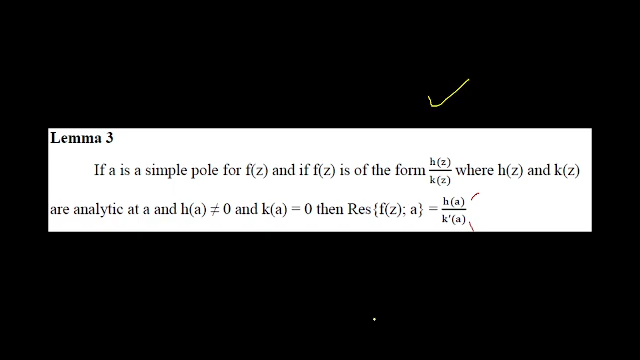 Lemma 3
If a is a simple pole for f(z) and if f(z) is of the form h(z)/k(z) where h(z) and k(z)
are analytic at a and h(a) ≠ 0 and k(a) = 0 then Res{f(z); a} = h(a)/k′(a)